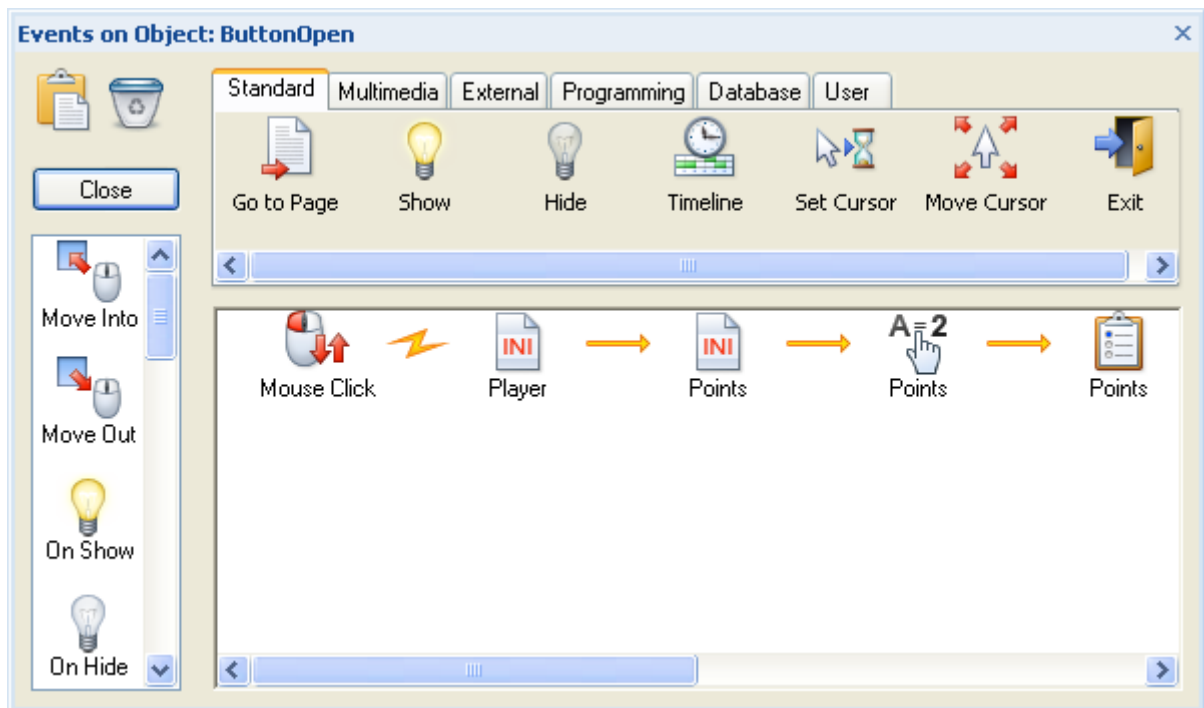 Events on Object: ButtonOpen
Standard Multimedia External Programming Database User
Close
Go to Page Show Hide Timeline Set Cursor Move Cursor Exit
Move Into
Move Out
On Show
On Hide
INI INI A=2
Mouse Click Player Points Points Points